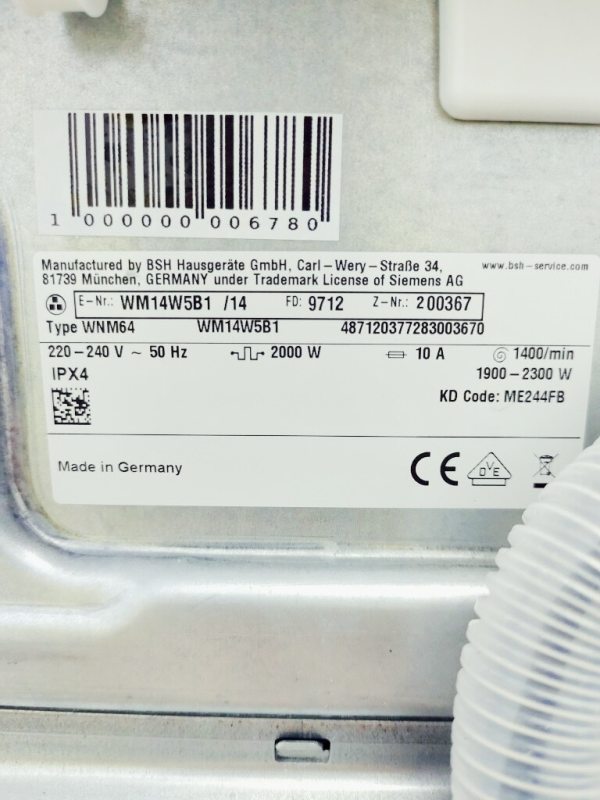 1 000000 006780
Manufactured by BSH Hausgeräte GmbH, Carl-Wery-Straße 34, www.bsh-service.com
81739 München, GERMANY under Trademark License of Siemens AG
E-Nr.: WM14W5B1 /14 FD: 9712 Z-Nr.: 200367
Type WNM64 WM14W5B1 487120377283003670
220-240 V ~ 50 Hz 2000 W 10 A 1400/min
IPX4 1900-2300 W
KD Code: ME244FB
Made in Germany CE DVE